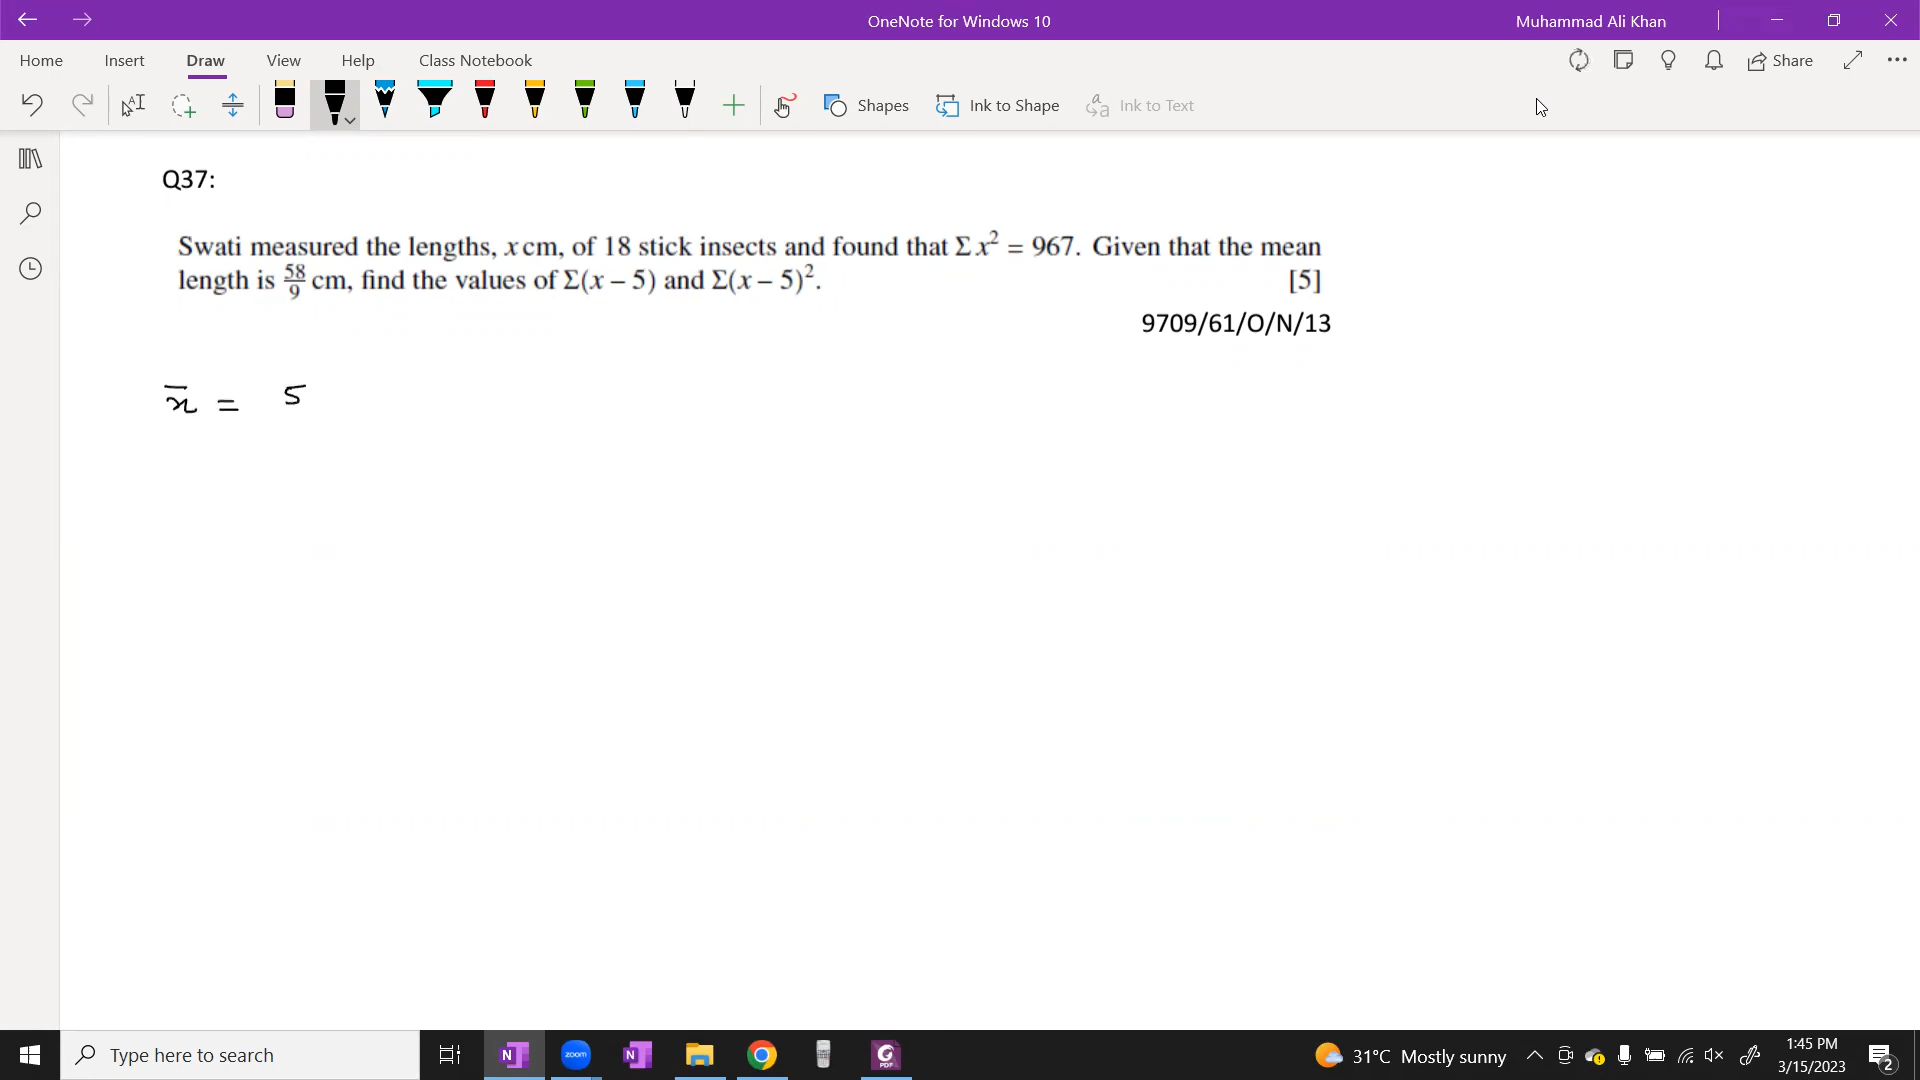 OneNote for Windows 10
Muhammad Ali Khan
Home Insert Draw View Help Class Notebook Share
Shapes Ink to Shape Ink to Text
Q37:
Swati measured the lengths, x cm, of 18 stick insects and found that Σx² = 967. Given that the mean
length is 58/9 cm, find the values of Σ(x – 5) and Σ(x – 5)². [5]
9709/61/O/N/13
x̄ = 5
Type here to search
zoom
PDF
31°C Mostly sunny
1:45 PM
3/15/2023
2